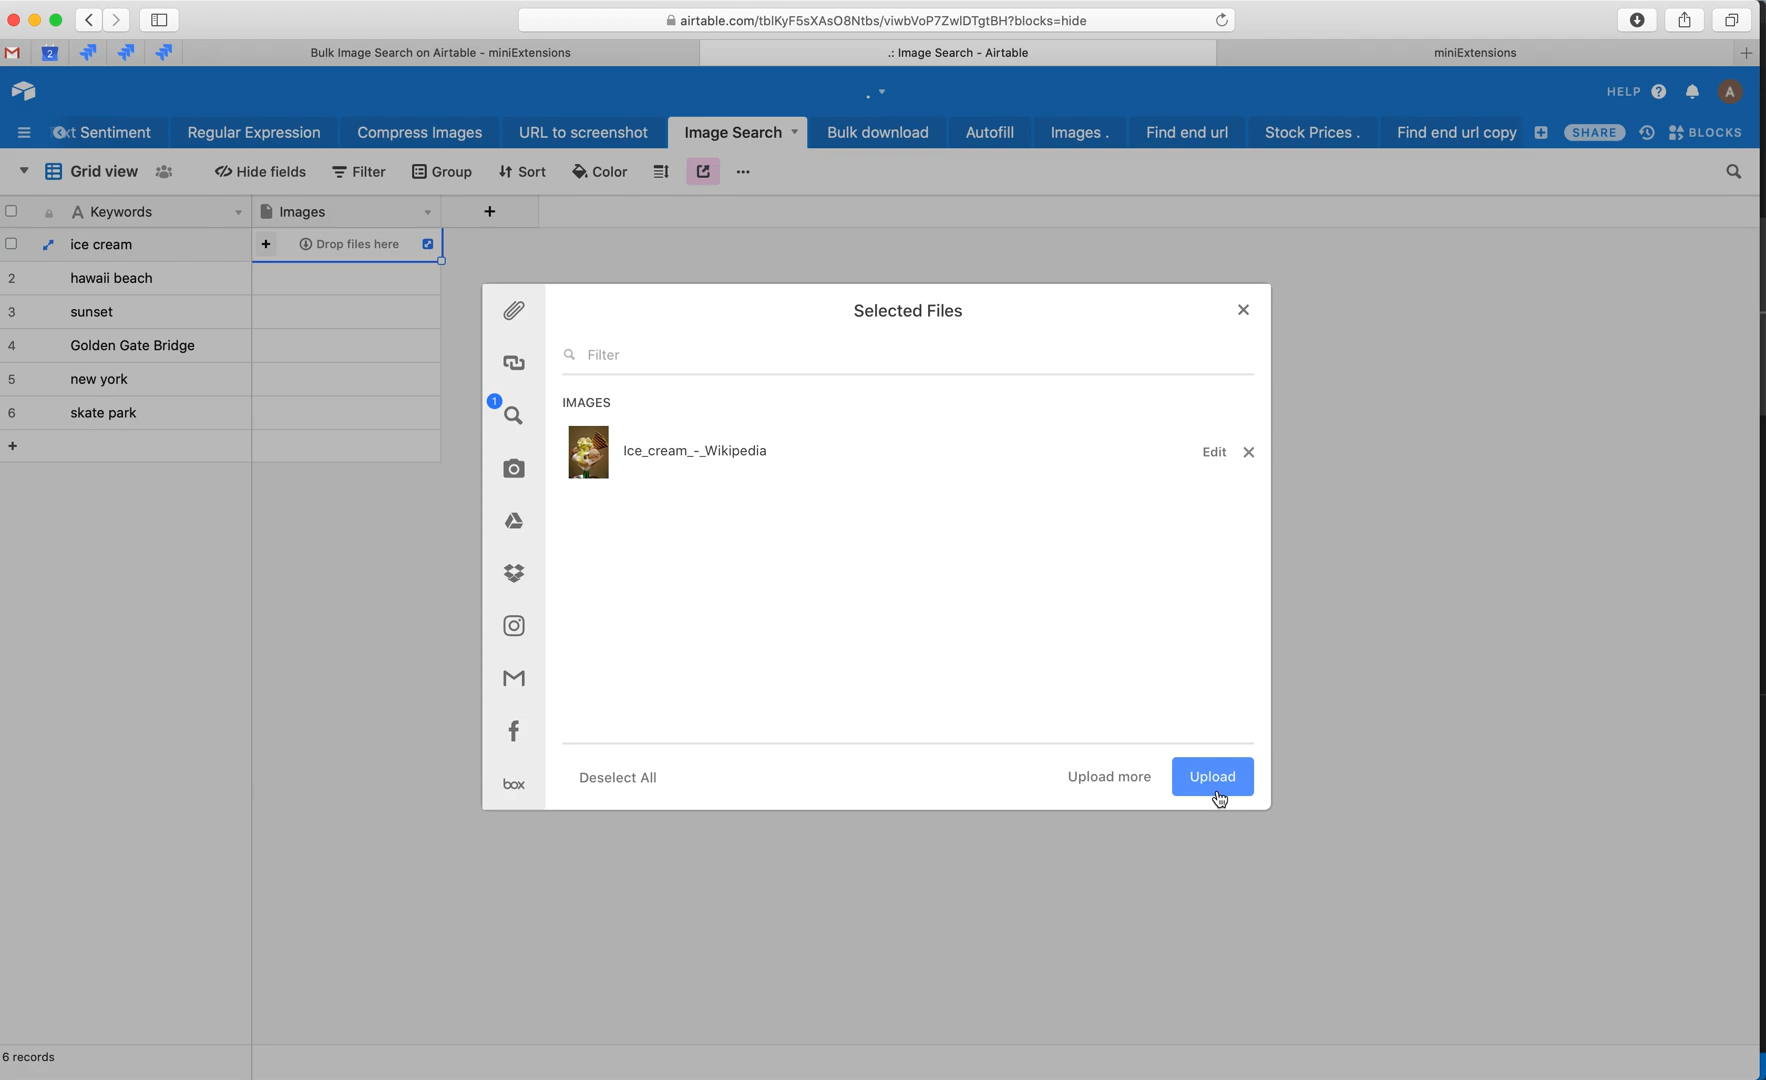 airtable.com/tblKyF5sXAsO8Ntbs/viwbVoP7ZwIDTgtBH?blocks=hide
2
Bulk Image Search on Airtable - miniExtensions
.: Image Search - Airtable
miniExtensions
.
HELP
A
xt Sentiment
Regular Expression
Compress Images
URL to screenshot
Image Search
Bulk download
Autofill
Images .
Find end url
Stock Prices .
Find end url copy
SHARE
BLOCKS
Grid view
Hide fields
Filter
Group
Sort
Color
A Keywords
Images
ice cream
Drop files here
2 hawaii beach
3 sunset
4 Golden Gate Bridge
5 new york
6 skate park
Selected Files
Filter
1
IMAGES
Ice_cream_-_Wikipedia
Edit
box
Deselect All
Upload more
Upload
6 records